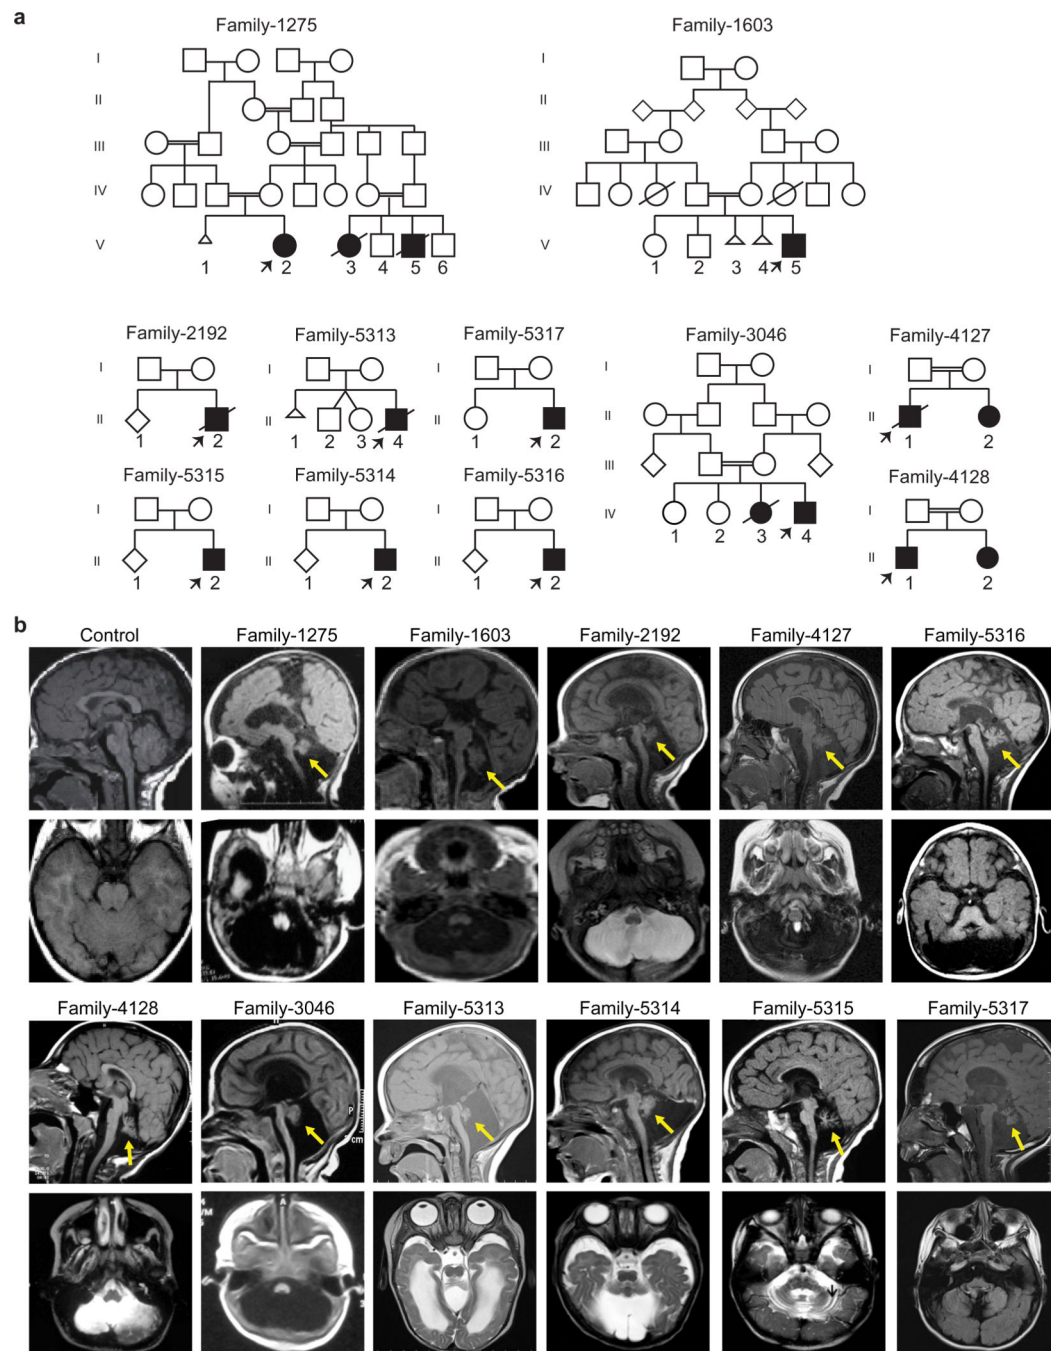 a
Family-1275
Family-1603
I
I
II
II
III
III
IV
IV
V
V
1 2 3 4 5 6
1 2 3 4 5
Family-2192
Family-5313
Family-5317
Family-3046
Family-4127
I
I
I
I
I
II
II
II
II
II
1 2
1 2 3 4
1 2
1 2
Family-5315
Family-5314
Family-5316
III
Family-4128
I
I
I
I
IV
II
II
II
II
1 2
1 2
1 2
1 2 3 4
1 2
b
Control
Family-1275
Family-1603
Family-2192
Family-4127
Family-5316
Family-4128
Family-3046
Family-5313
Family-5314
Family-5315
Family-5317
P
cm
A